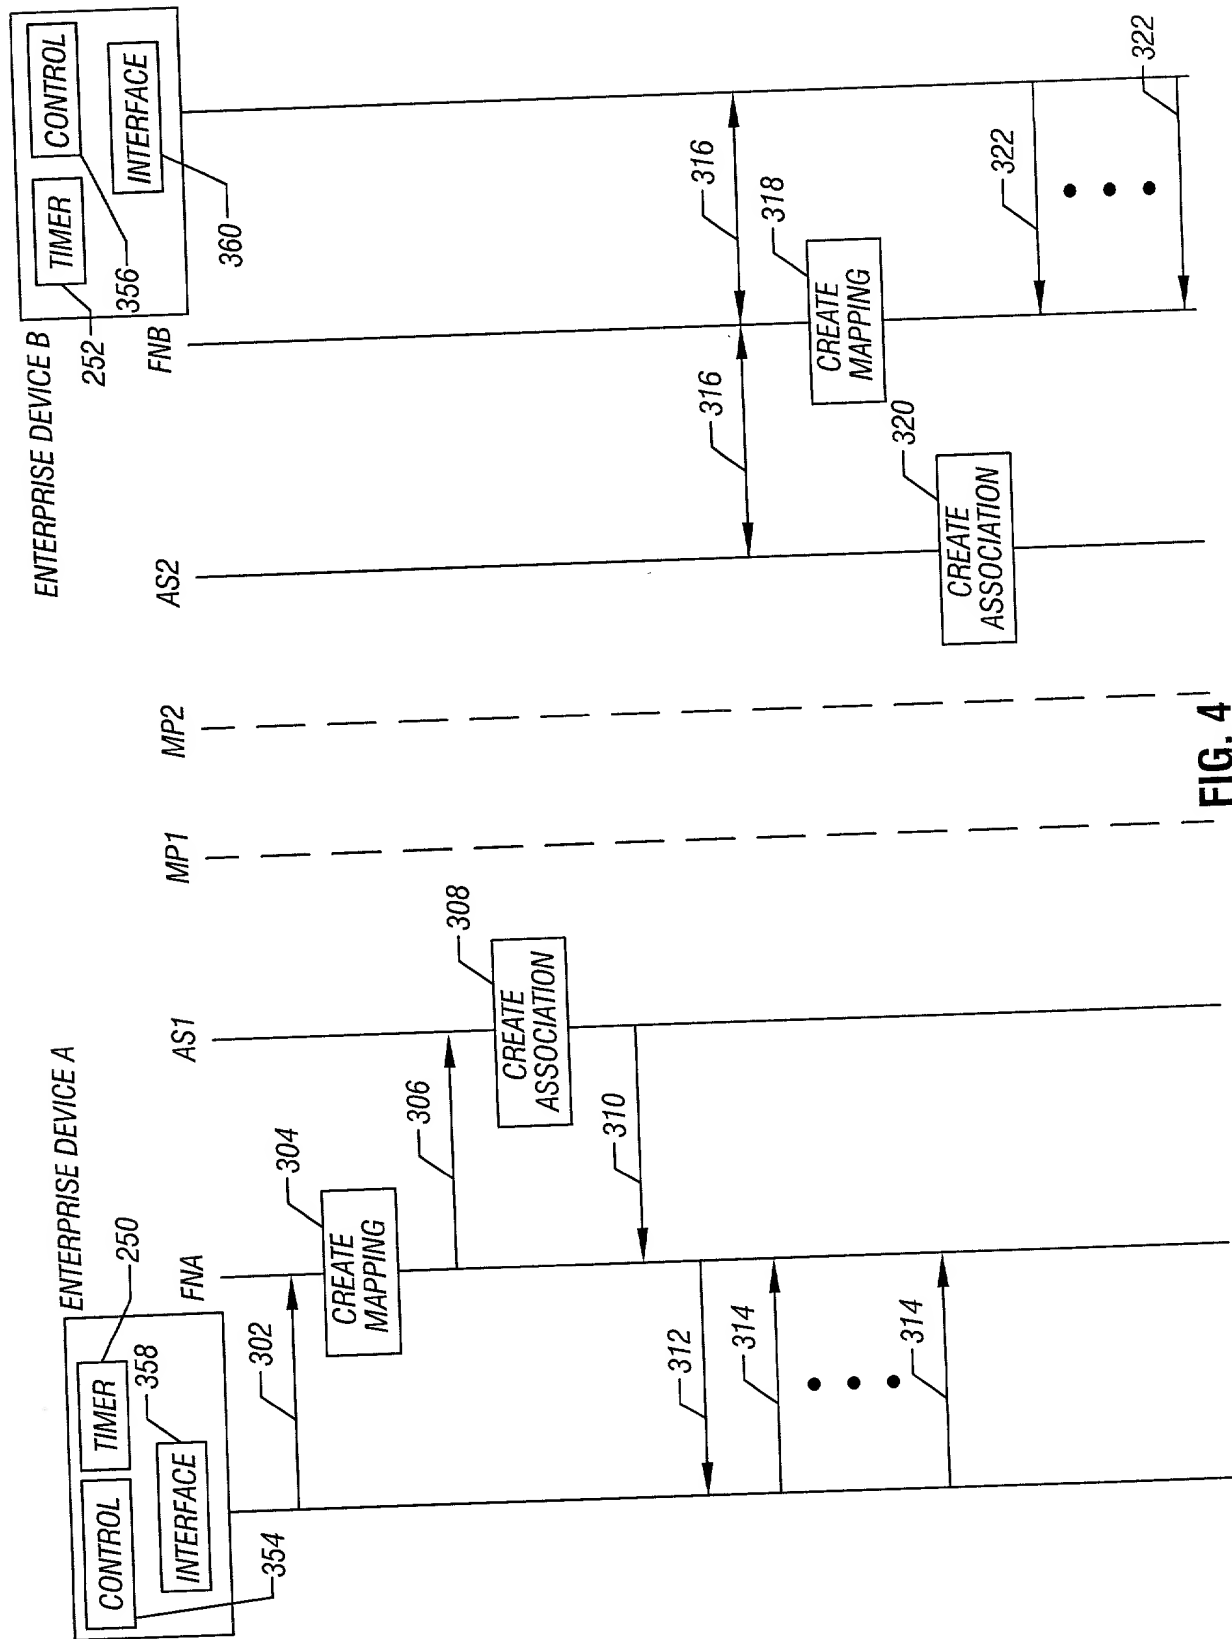 ENTERPRISE DEVICE A
CONTROL
TIMER
INTERFACE
354
250
358
FNA
AS1
MP1
MP2
AS2
ENTERPRISE DEVICE B
FNB
TIMER
CONTROL
INTERFACE
252
356
360
302
304
CREATE
MAPPING
306
308
CREATE
ASSOCIATION
310
312
314
314
316
316
318
CREATE
MAPPING
320
CREATE
ASSOCIATION
322
322
FIG. 4